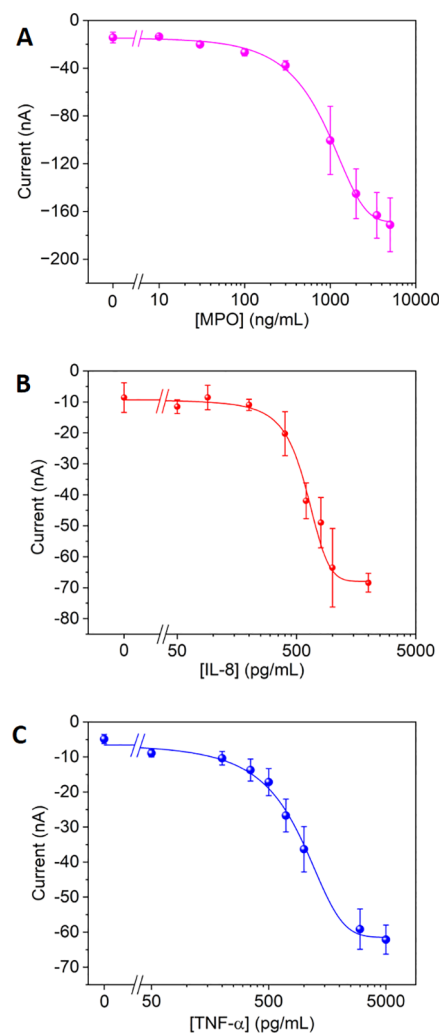 A
0
−40
−80
−120
−160
−200
Current (nA)
0 10 100 1000 10000
[MPO] (ng/mL)
B
0
−10
−20
−30
−40
−50
−60
−70
−80
Current (nA)
0 50 500 5000
[IL-8] (pg/mL)
C
0
−10
−20
−30
−40
−50
−60
−70
Current (nA)
0 50 500 5000
[TNF-α] (pg/mL)